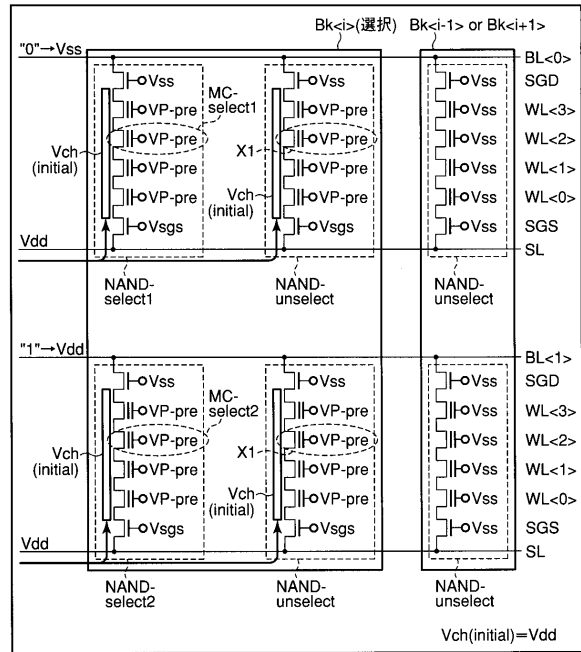 Bk<i>(選択) Bk<i-1> or Bk<i+1>
"0"→Vss
BL<0>
Vss
Vss
Vss
SGD
MC-
select1
VP-pre
VP-pre
Vss
WL<3>
VP-pre
VP-pre
Vss
WL<2>
Vch
(initial)
X1
VP-pre
VP-pre
Vss
WL<1>
Vch
(initial)
VP-pre
VP-pre
Vss
WL<0>
Vsgs
Vsgs
Vss
SGS
Vdd
SL
NAND-
select1
NAND-
unselect
NAND-
unselect
"1"→Vdd
BL<1>
Vss
Vss
Vss
SGD
MC-
select2
VP-pre
VP-pre
Vss
WL<3>
VP-pre
VP-pre
Vss
WL<2>
Vch
(initial)
X1
VP-pre
VP-pre
Vss
WL<1>
Vch
(initial)
VP-pre
VP-pre
Vss
WL<0>
Vsgs
Vsgs
Vss
SGS
Vdd
SL
NAND-
select2
NAND-
unselect
NAND-
unselect
Vch(initial)=Vdd